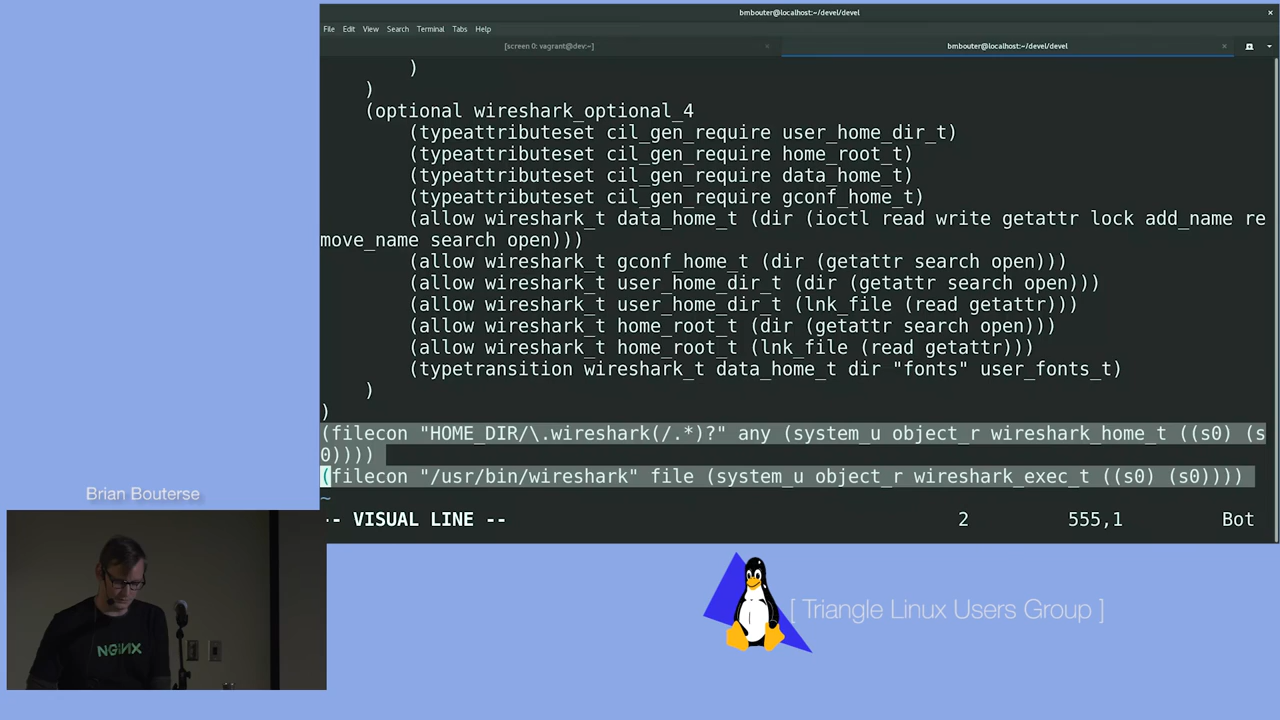 bmbouter@localhost:~/devel/devel
File Edit View Search Terminal Tabs Help
[screen 0: vagrant@dev:~]
bmbouter@localhost:~/devel/devel
)
)
(optional wireshark_optional_4
(typeattributeset cil_gen_require user_home_dir_t)
(typeattributeset cil_gen_require home_root_t)
(typeattributeset cil_gen_require data_home_t)
(typeattributeset cil_gen_require gconf_home_t)
(allow wireshark_t data_home_t (dir (ioctl read write getattr lock add_name re
move_name search open)))
(allow wireshark_t gconf_home_t (dir (getattr search open)))
(allow wireshark_t user_home_dir_t (dir (getattr search open)))
(allow wireshark_t user_home_dir_t (lnk_file (read getattr)))
(allow wireshark_t home_root_t (dir (getattr search open)))
(allow wireshark_t home_root_t (lnk_file (read getattr)))
(typetransition wireshark_t data_home_t dir "fonts" user_fonts_t)
)
)
(filecon "HOME_DIR/\.wireshark(/.*)?" any (system_u object_r wireshark_home_t ((s0) (s
0))))
(filecon "/usr/bin/wireshark" file (system_u object_r wireshark_exec_t ((s0) (s0))))
~
-- VISUAL LINE -- 2 555,1 Bot
Brian Bouterse
NGINX
[ Triangle Linux Users Group ]